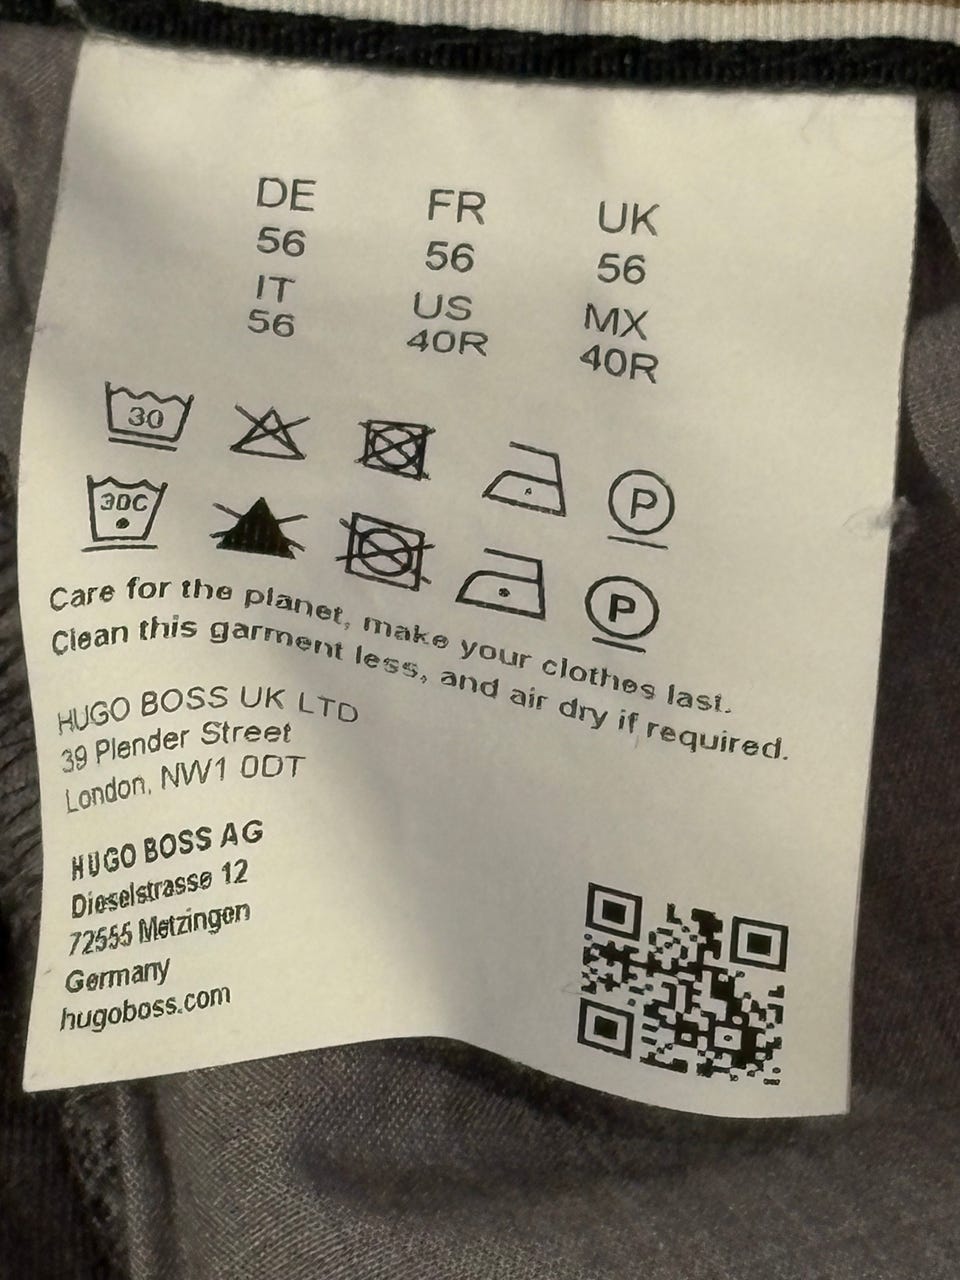 DE FR UK
56 56 56
IT US MX
56 40R 40R
30 P
30C P
Care for the planet, make your clothes last.
Clean this garment less, and air dry if required.
HUGO BOSS UK LTD
39 Plender Street
London, NW1 0DT
HUGO BOSS AG
Dieselstrasse 12
72555 Metzingen
Germany
hugoboss.com